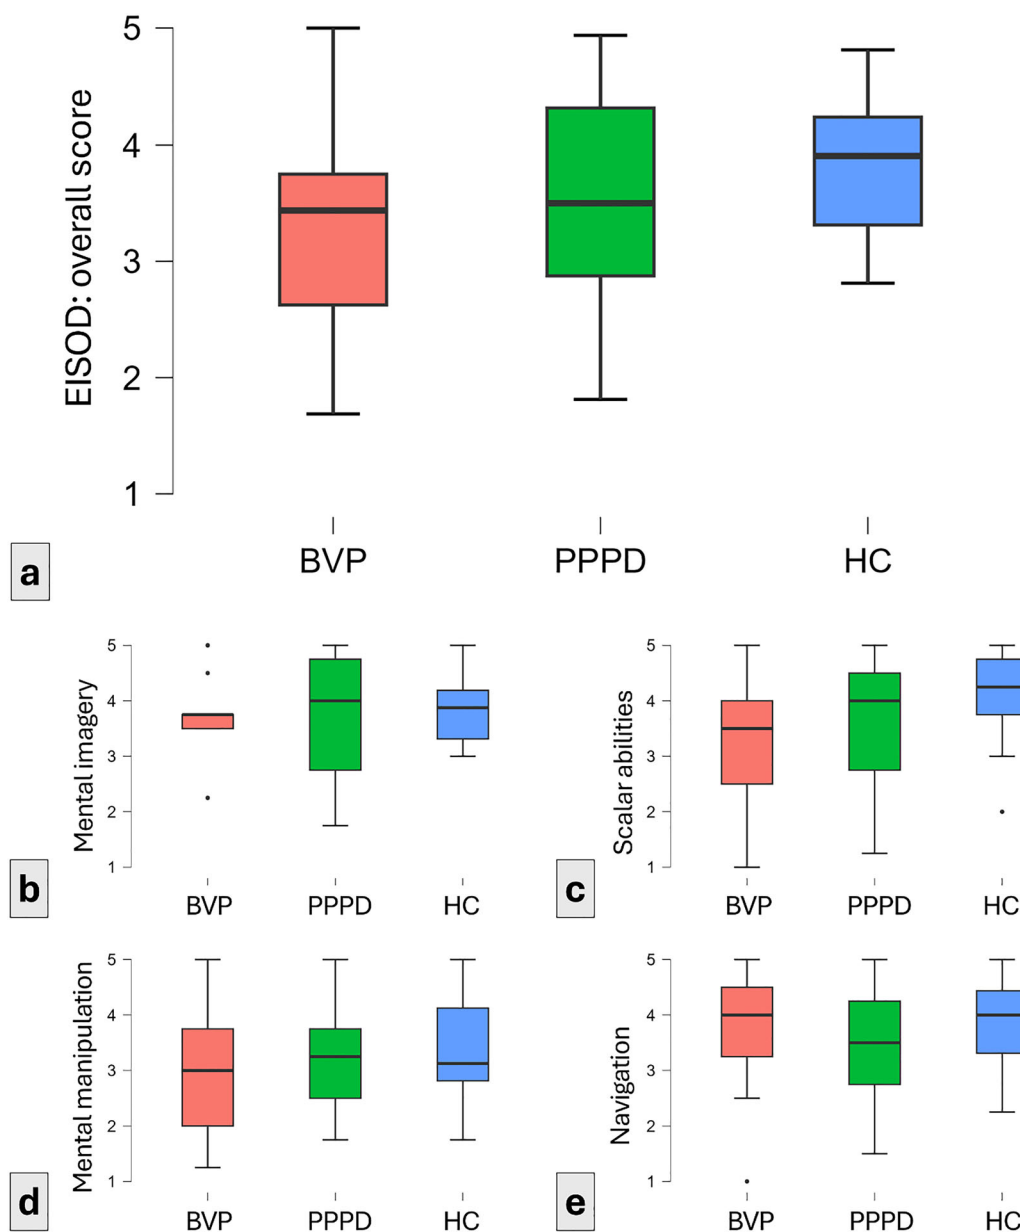 EISOD: overall score
5
4
3
2
1
BVP PPPD HC
a
Mental imagery
5
4
3
2
1
BVP PPPD HC
b
Scalar abilities
5
4
3
2
1
BVP PPPD HC
c
Mental manipulation
5
4
3
2
1
BVP PPPD HC
d
Navigation
5
4
3
2
1
BVP PPPD HC
e